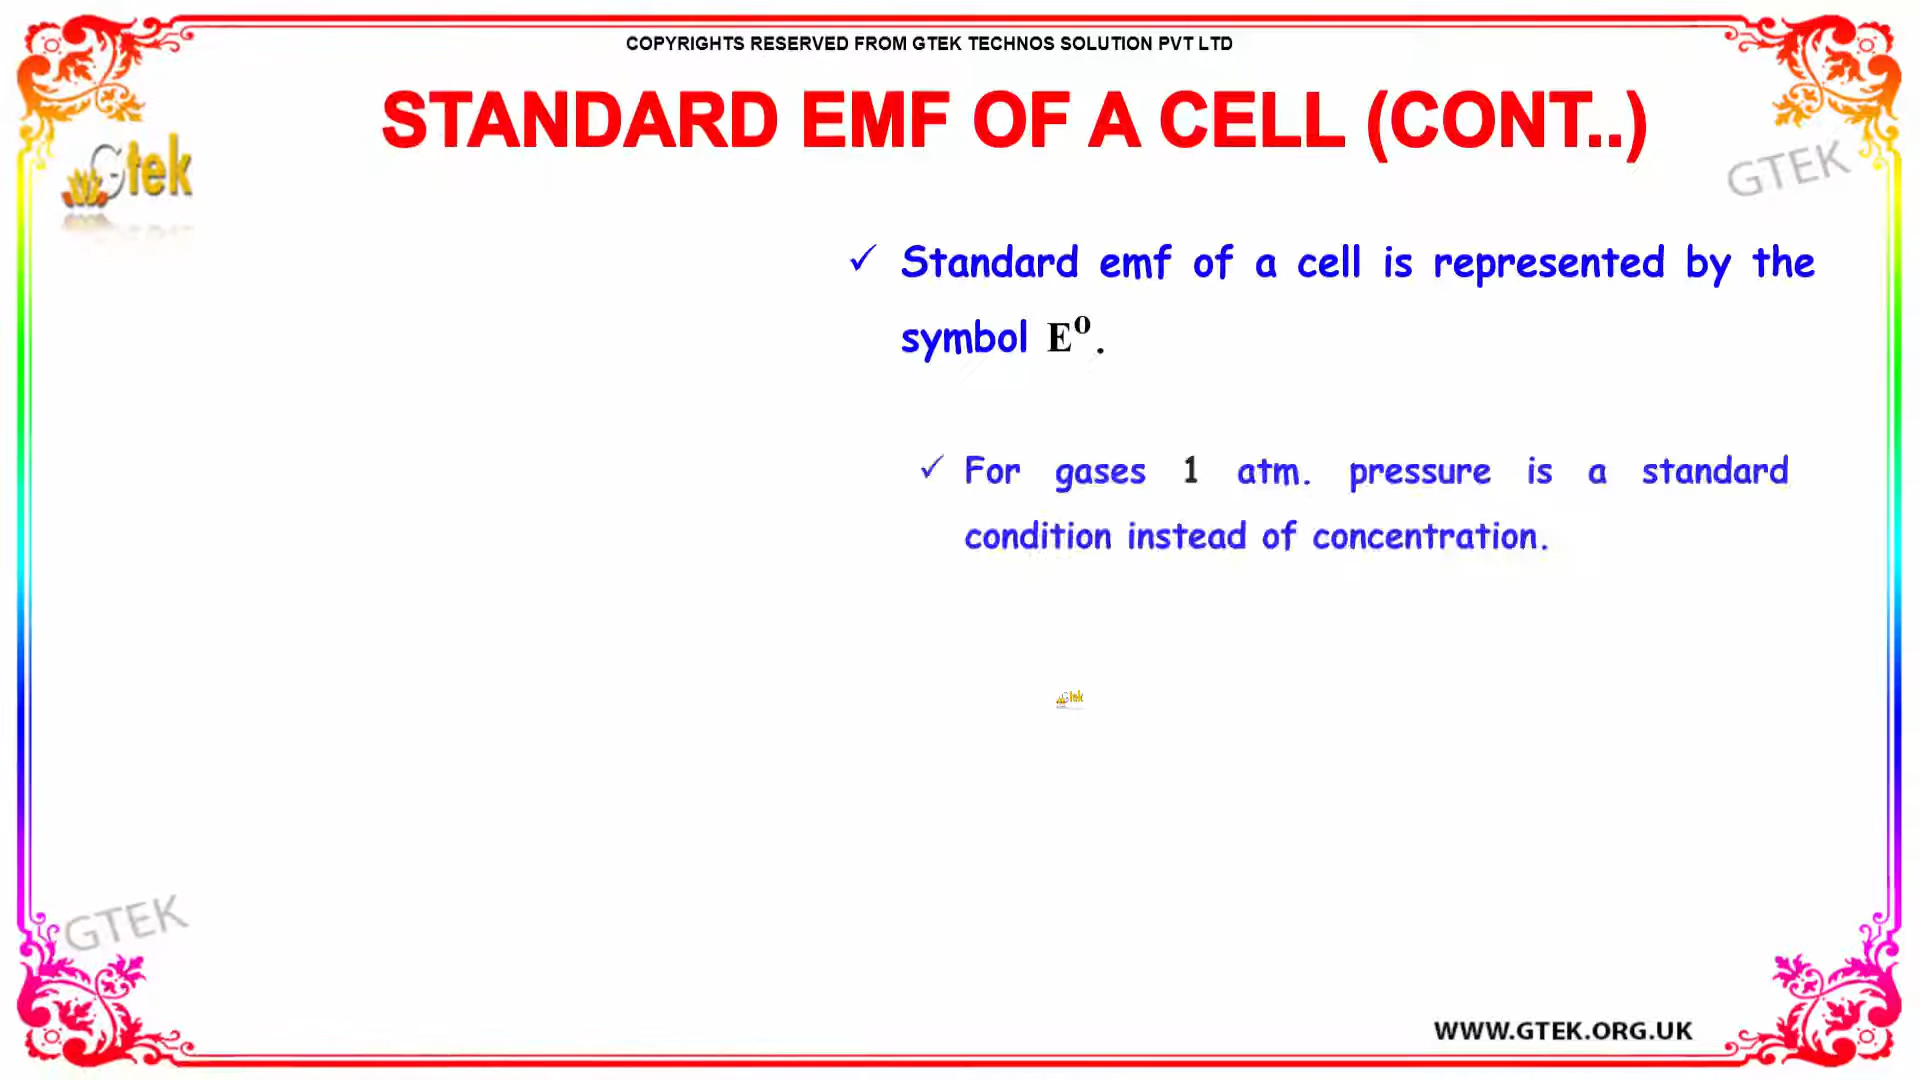 COPYRIGHTS RESERVED FROM GTEK TECHNOS SOLUTION PVT LTD
STANDARD EMF OF A CELL (CONT..)
Gtek
GTEK
✓ Standard emf of a cell is represented by the
symbol E⁰.
✓ For gases 1 atm. pressure is a standard
condition instead of concentration.
Gtek
GTEK
WWW.GTEK.ORG.UK